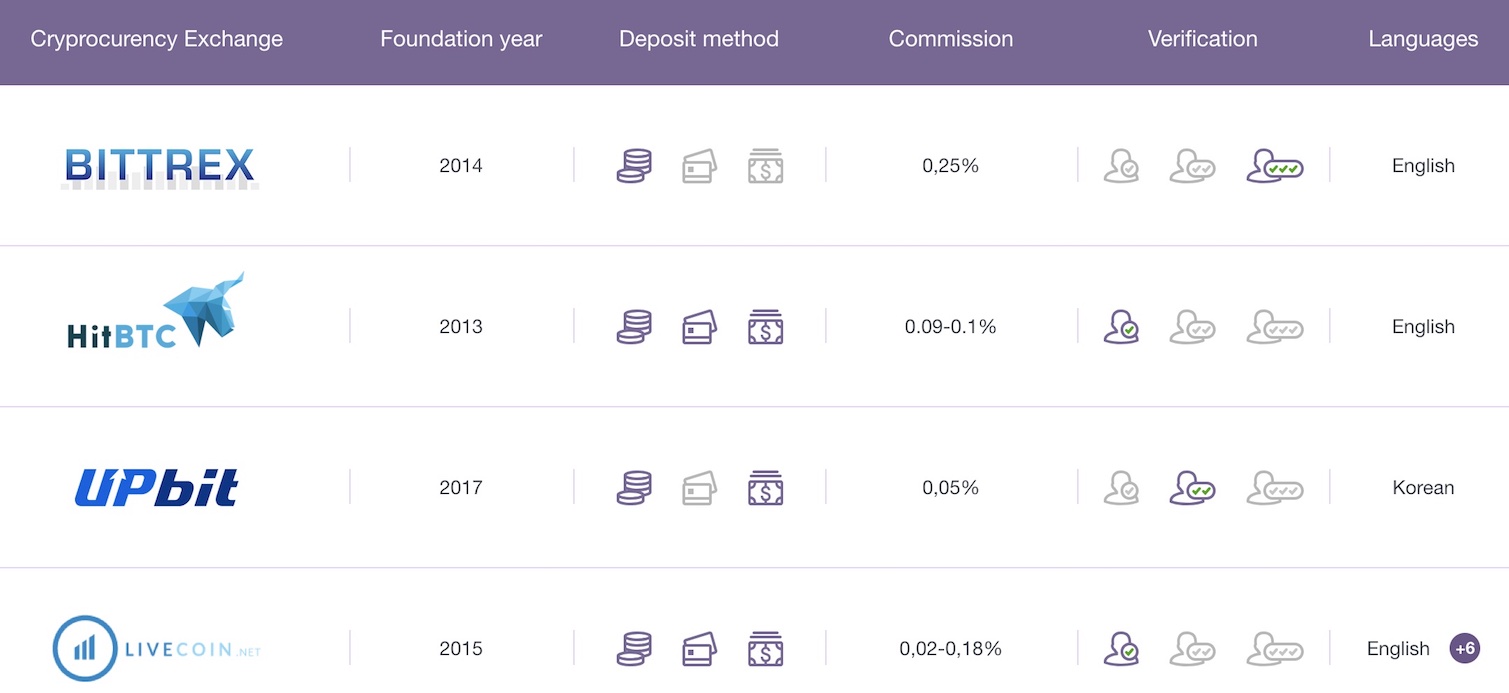 Cryprocurency Exchange Foundation year Deposit method Commission Verification Languages
BITTREX 2014 0,25% English
HitBTC 2013 0.09-0.1% English
UPbit 2017 0,05% Korean
LIVECOIN.NET 2015 0,02-0,18% English +6